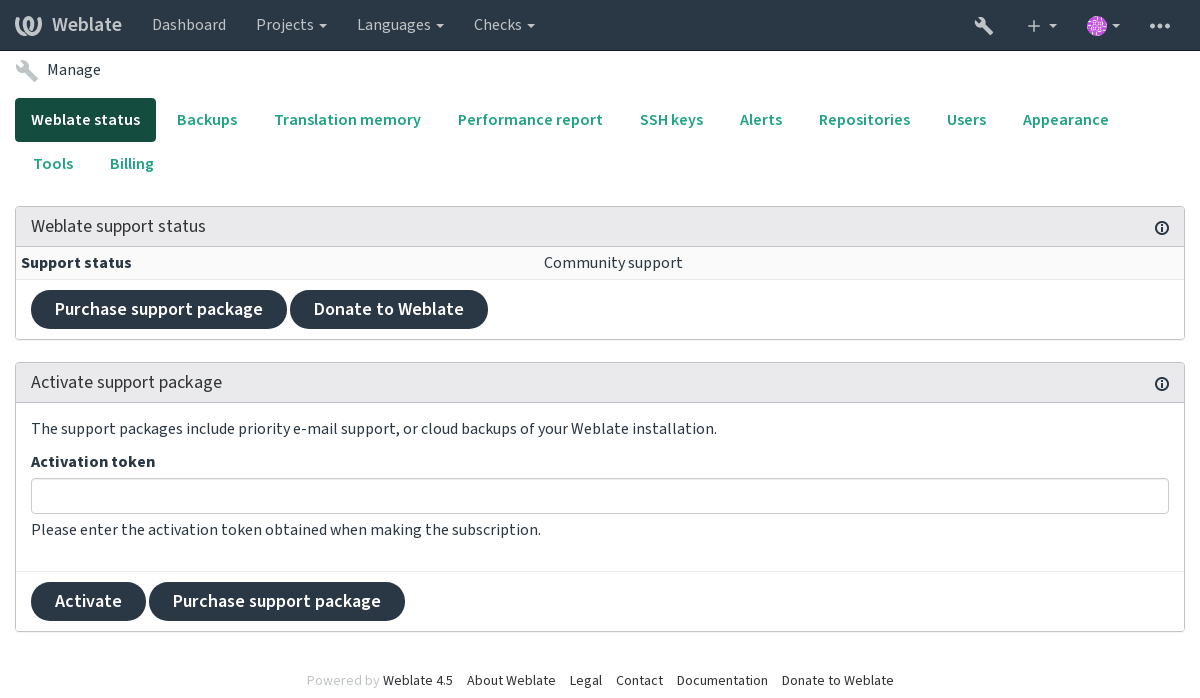 Weblate Dashboard Projects Languages Checks
Manage
Weblate status Backups Translation memory Performance report SSH keys Alerts Repositories Users Appearance
Tools Billing
Weblate support status
Support status Community support
Purchase support package Donate to Weblate
Activate support package
The support packages include priority e-mail support, or cloud backups of your Weblate installation.
Activation token
Please enter the activation token obtained when making the subscription.
Activate Purchase support package
Powered by Weblate 4.5 About Weblate Legal Contact Documentation Donate to Weblate